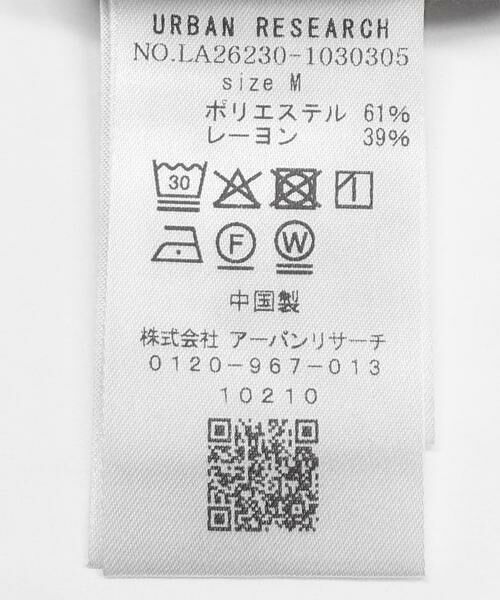 URBAN RESEARCH
NO.LA26230-1030305
size M
ポリエステル 61%
レーヨン 39%
30
F W
中国製
株式会社 アーバンリサーチ
0120-967-013
10210